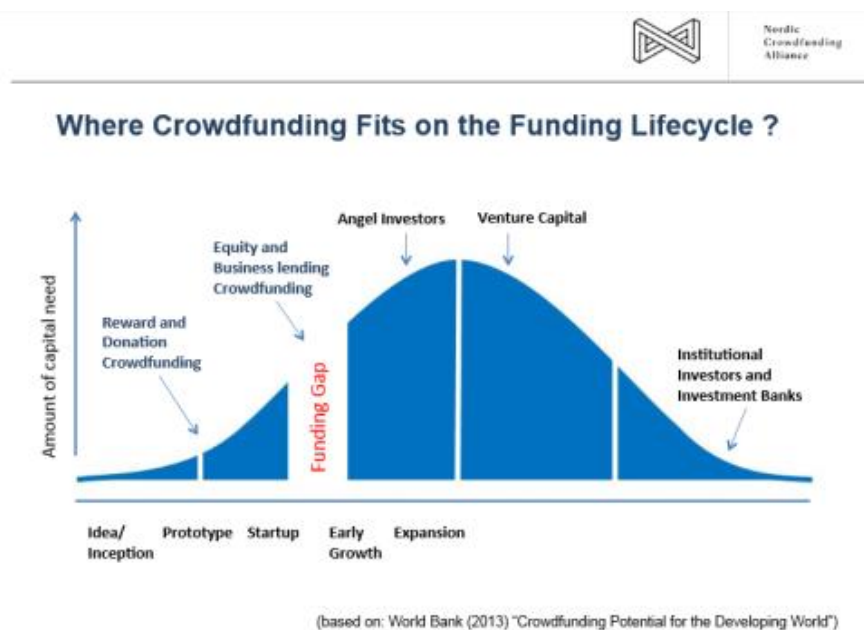 Nordic
Crowdfunding
Alliance
Where Crowdfunding Fits on the Funding Lifecycle ?
Amount of capital need
Reward and
Donation
Crowdfunding
Equity and
Business lending
Crowdfunding
Funding Gap
Angel Investors
Venture Capital
Institutional
Investors and
Investment Banks
Idea/
Inception
Prototype
Startup
Early
Growth
Expansion
(based on: World Bank (2013) "Crowdfunding Potential for the Developing World")